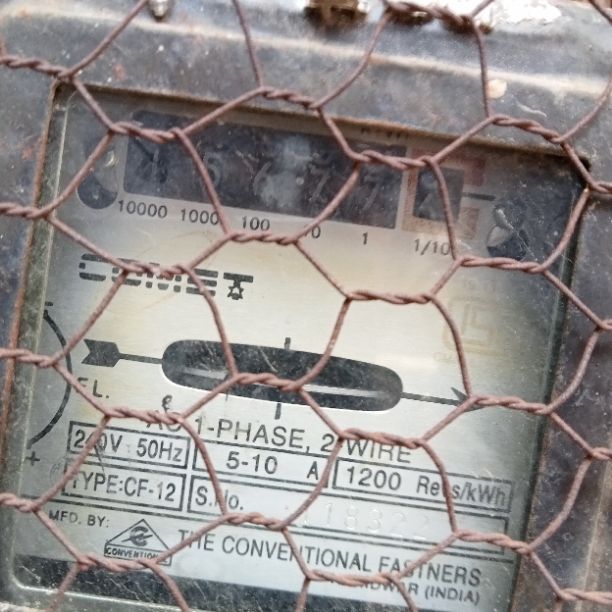 10000 1000 100 10 1 1/10
COMET
F.L.
AC 1-PHASE, 2 WIRE
240V 50Hz 5-10 A 1200 Revs/kWh
TYPE:CF-12 S.No.
MFD. BY: THE CONVENTIONAL FASTNERS
CONVENTIONAL
(INDIA)